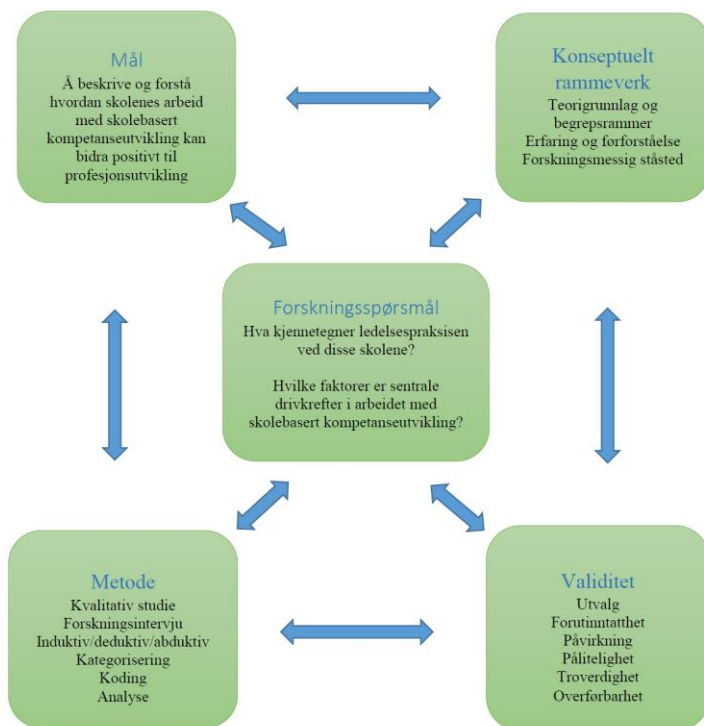 Mål
Å beskrive og forstå
hvordan skolenes arbeid
med skolebasert
kompetanseutvikling kan
bidra positivt til
profesjonsutvikling
Konseptuelt
rammeverk
Teorigrunnlag og
begrepsrammer
Erfaring og førforståelse
Forskningsmessig ståsted
Forskningsspørsmål
Hva kjennetegner ledelsespraksisen
ved disse skolene?
Hvilke faktorer er sentrale
drivkrefter i arbeidet med
skolebasert kompetanseutvikling?
Metode
Kvalitativ studie
Forskningsintervju
Induktiv/deduktiv/abduktiv
Kategorisering
Koding
Analyse
Validitet
Utvalg
Forutinntatthet
Påvirkning
Pålitelighet
Troverdighet
Overførbarhet